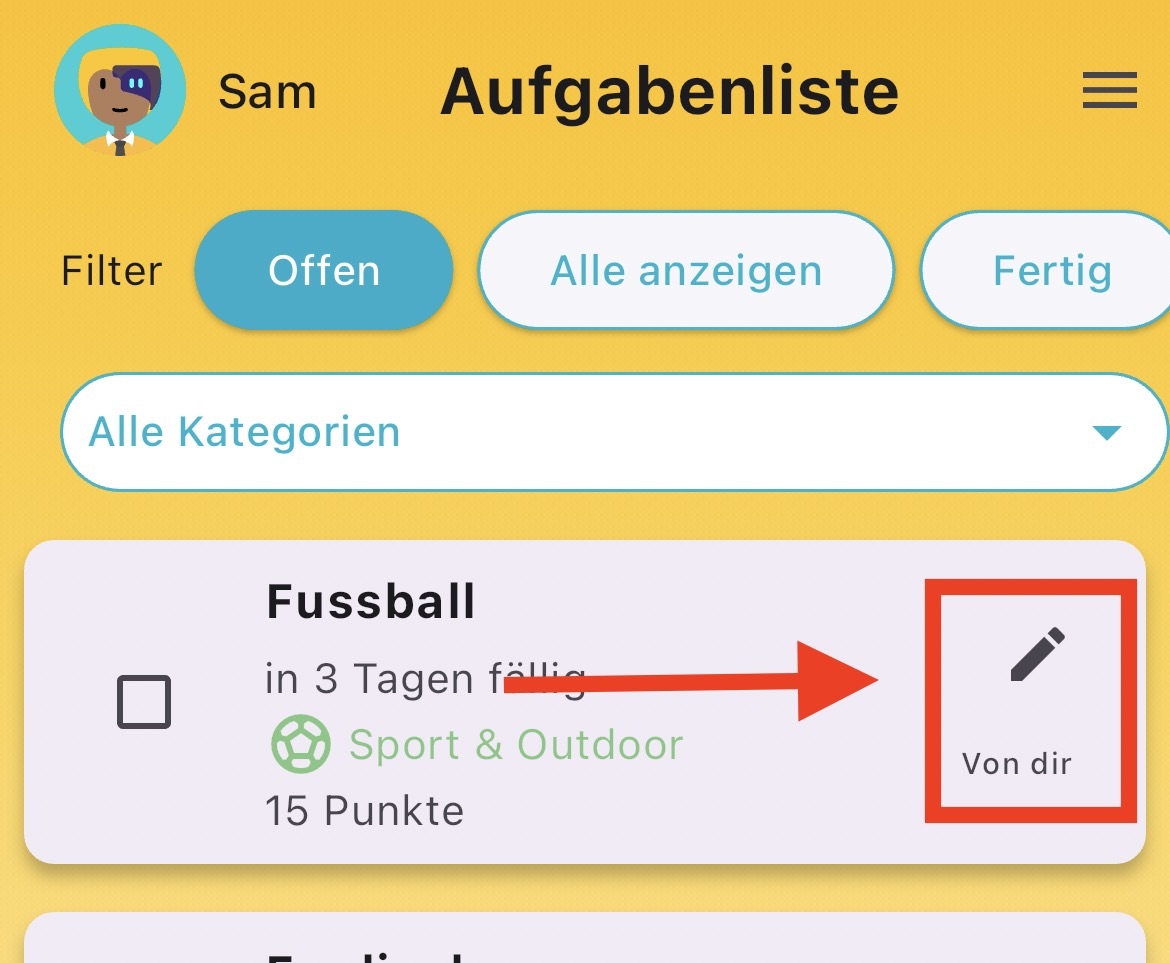 Sam
Aufgabenliste
Filter
Offen
Alle anzeigen
Fertig
Alle Kategorien
Fussball
in 3 Tagen fällig
Sport & Outdoor
15 Punkte
Von dir